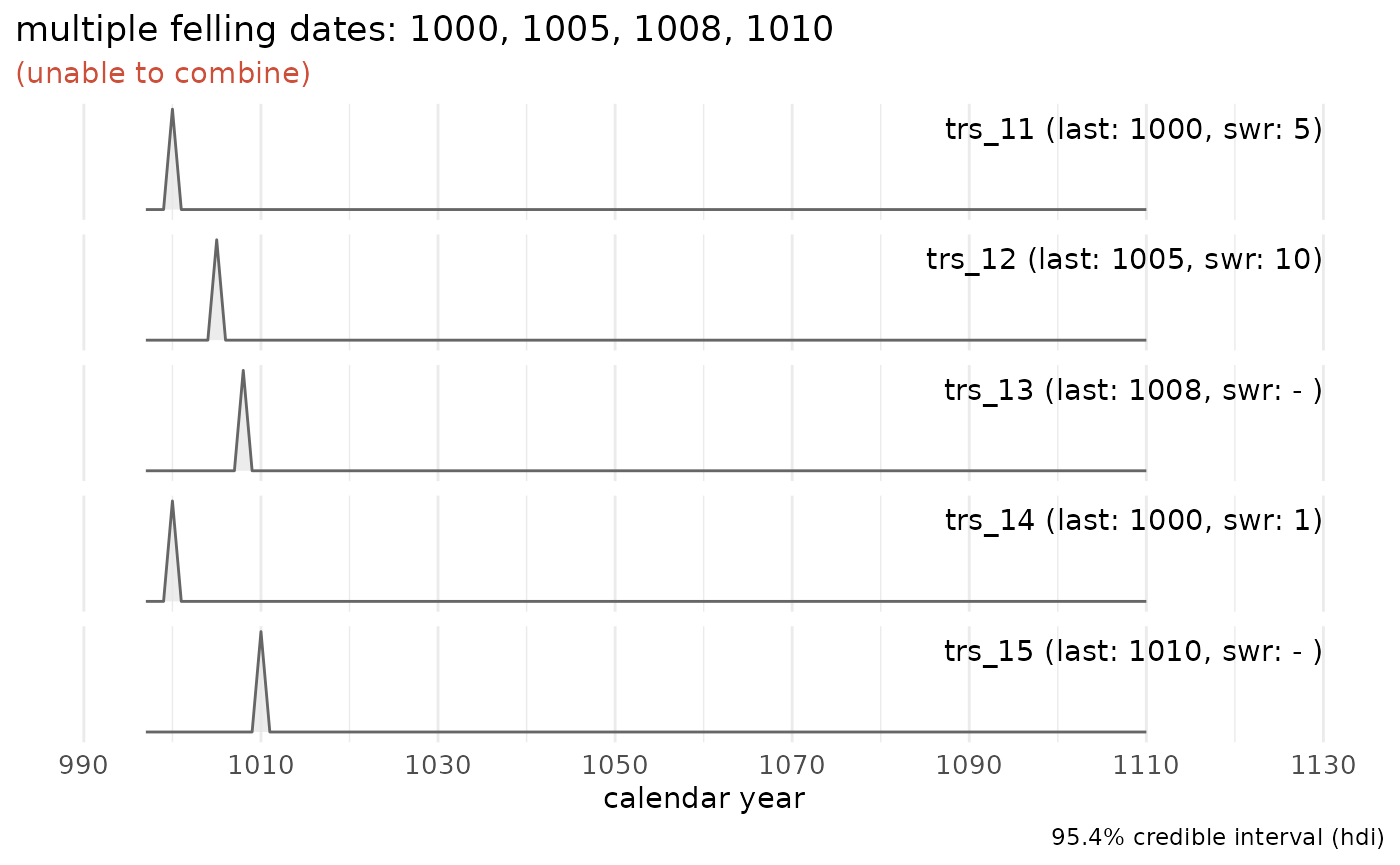 multiple felling dates: 1000, 1005, 1008, 1010
(unable to combine)
trs_11 (last: 1000, swr: 5)
trs_12 (last: 1005, swr: 10)
trs_13 (last: 1008, swr: - )
trs_14 (last: 1000, swr: 1)
trs_15 (last: 1010, swr: - )
990 1010 1030 1050 1070 1090 1110 1130
calendar year
95.4% credible interval (hdi)